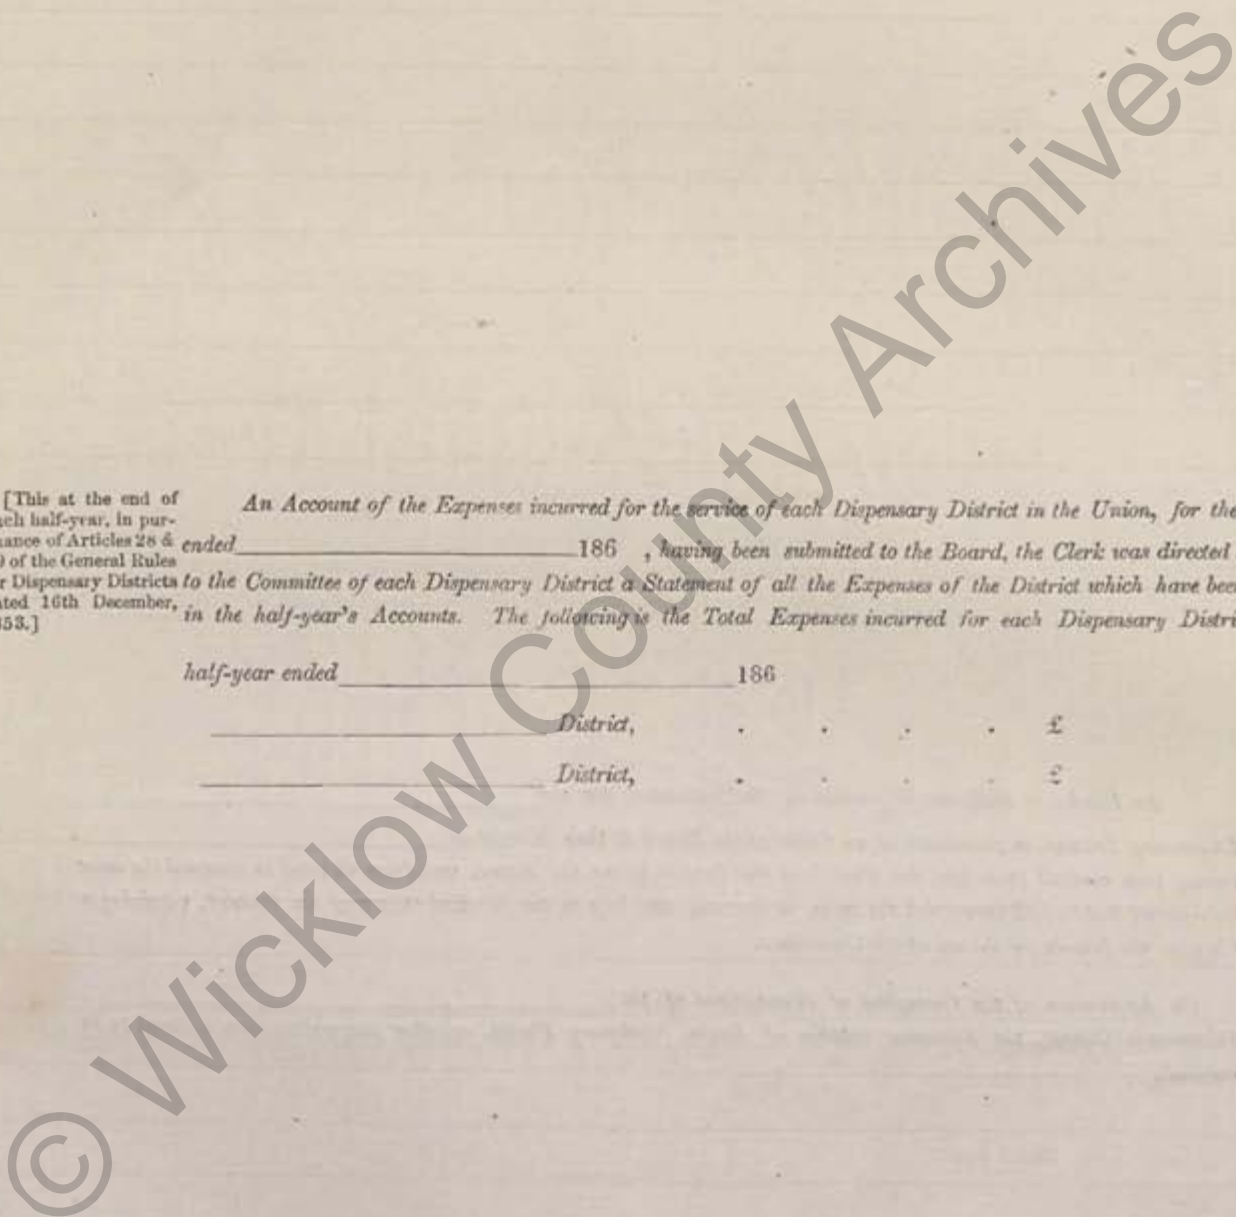 [This at the end of
ch half-year, in pur-
ance of Articles 28 &
of the General Rules
r Dispensary Districts
ted 16th December,
53.]
An Account of the Expenses incurred for the service of each Dispensary District in the Union, for the
ended 186 , having been submitted to the Board, the Clerk was directed
to the Committee of each Dispensary District a Statement of all the Expenses of the District which have been
in the half-year's Accounts. The following is the Total Expenses incurred for each Dispensary Distri
half-year ended 186
District, . . . . £
District, . . . . £
© Wicklow County Archives